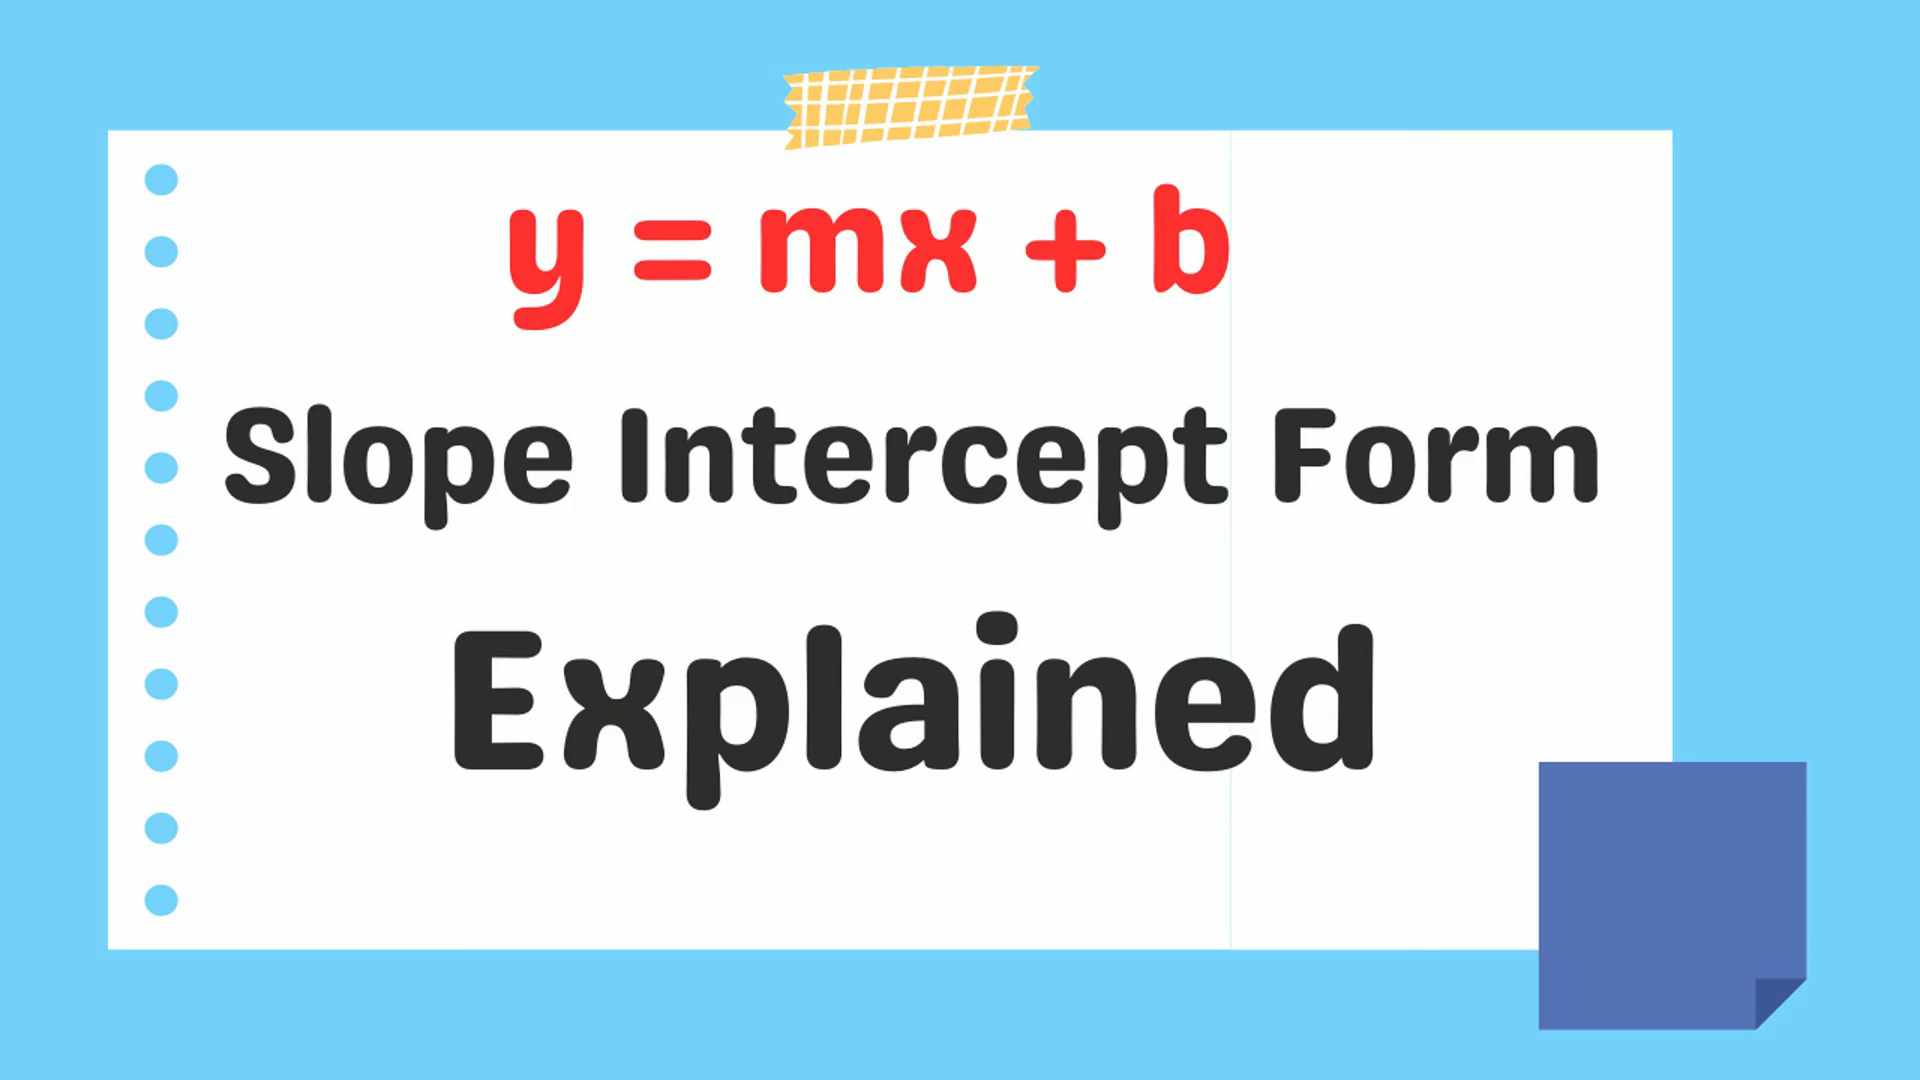 y = mx + b
Slope Intercept Form
Explained